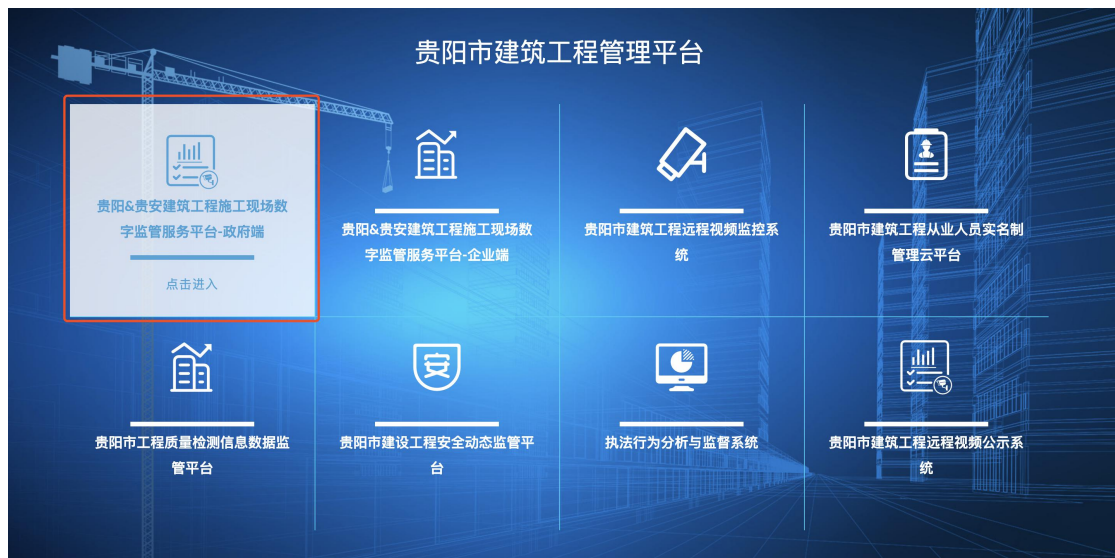 贵阳市建筑工程管理平台
贵阳&贵安建筑工程施工现场数
字监管服务平台-政府端
点击进入
贵阳&贵安建筑工程施工现场数
字监管服务平台-企业端
贵阳市建筑工程远程视频监控系
统
贵阳市建筑工程从业人员实名制
管理云平台
贵阳市工程质量检测信息数据监
管平台
安
贵阳市建设工程安全动态监管平
台
执法行为分析与监督系统
贵阳市建筑工程远程视频公示系
统